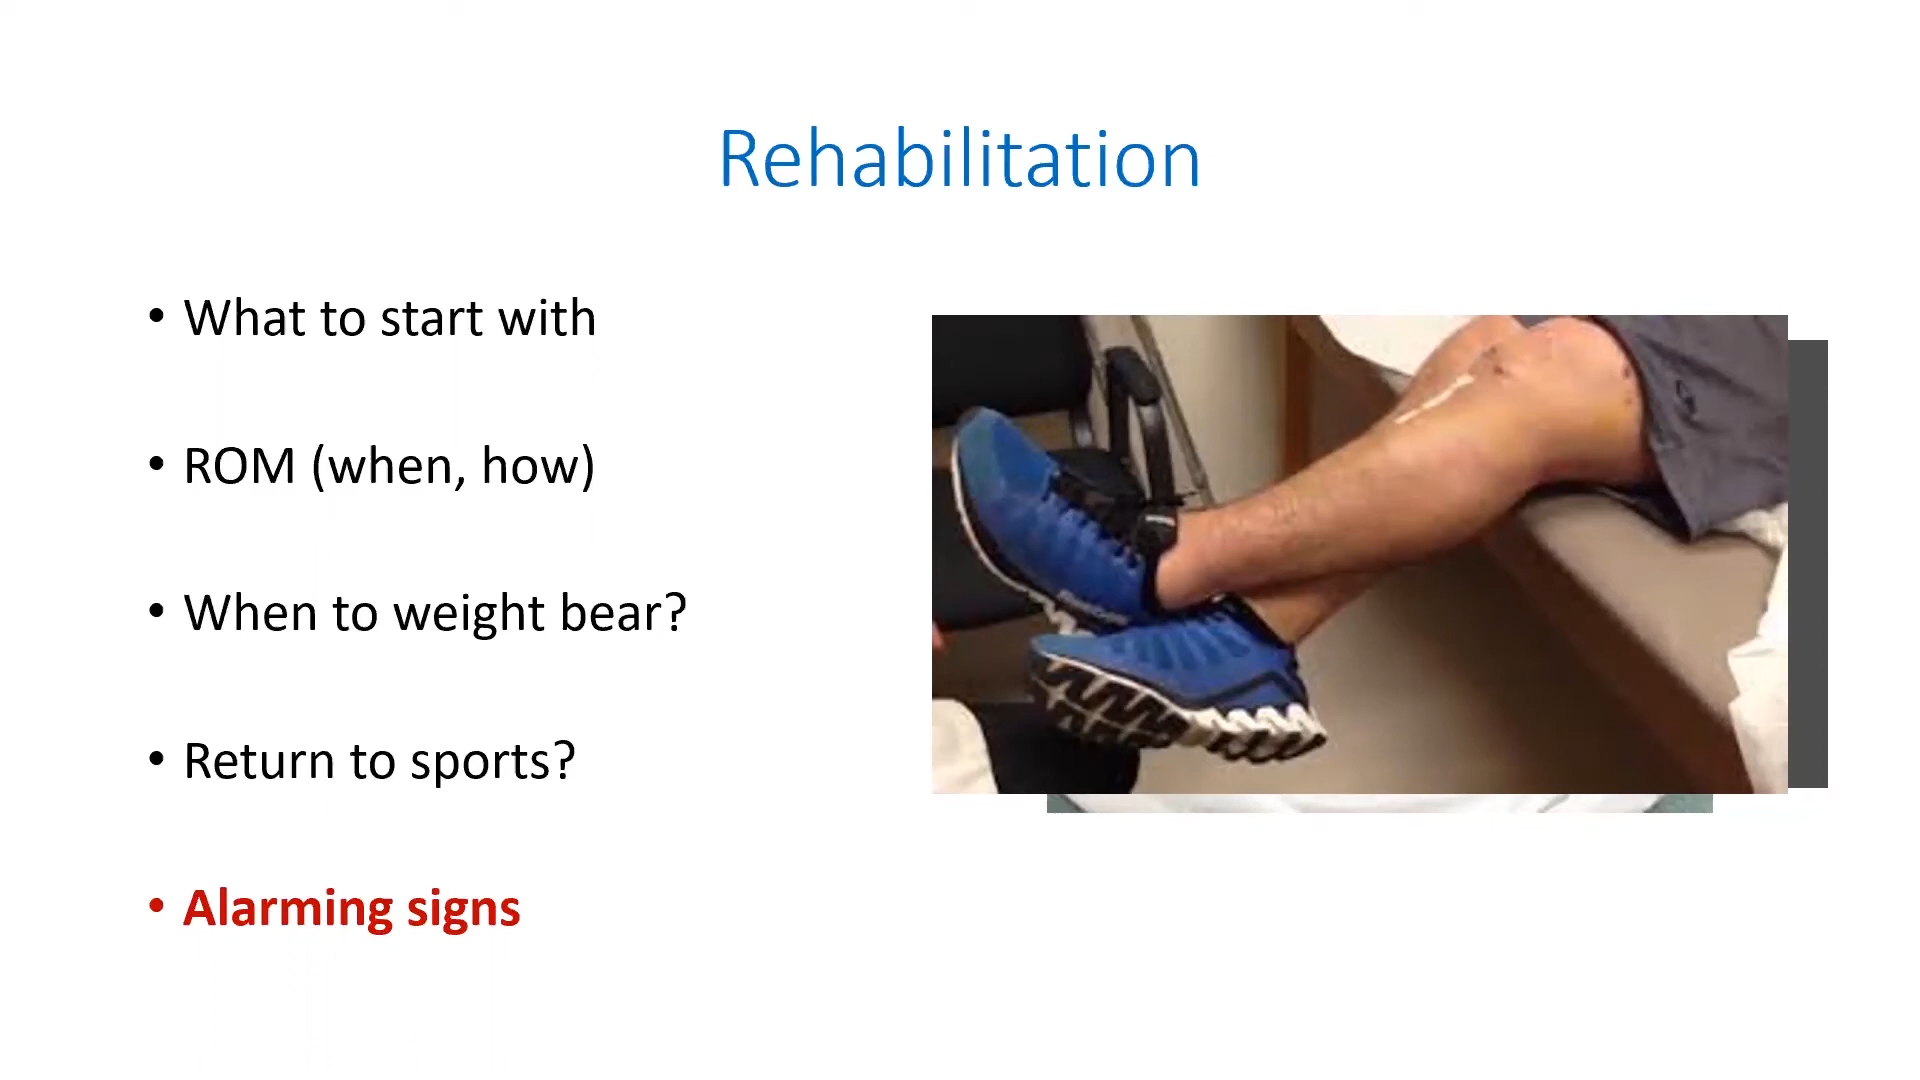 Rehabilitation
• What to start with
• ROM (when, how)
• When to weight bear?
• Return to sports?
• Alarming signs